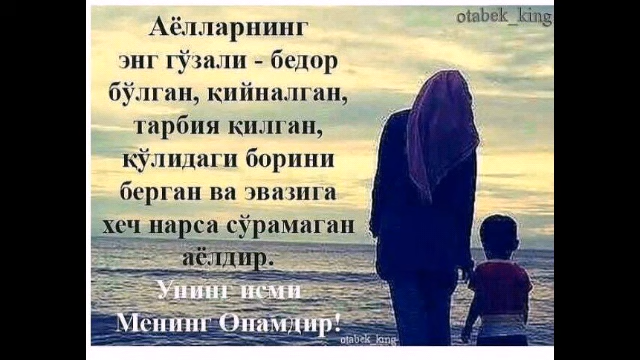 otabek_king
Аёлларнинг
энг гўзали - бедор
бўлган, қийналган,
тарбия қилган,
қўлидаги борини
берган ва эвазига
хеч нарса сўрамаган
аёлдир.
Унинг исми
Менинг Онамдир!
otabek_king